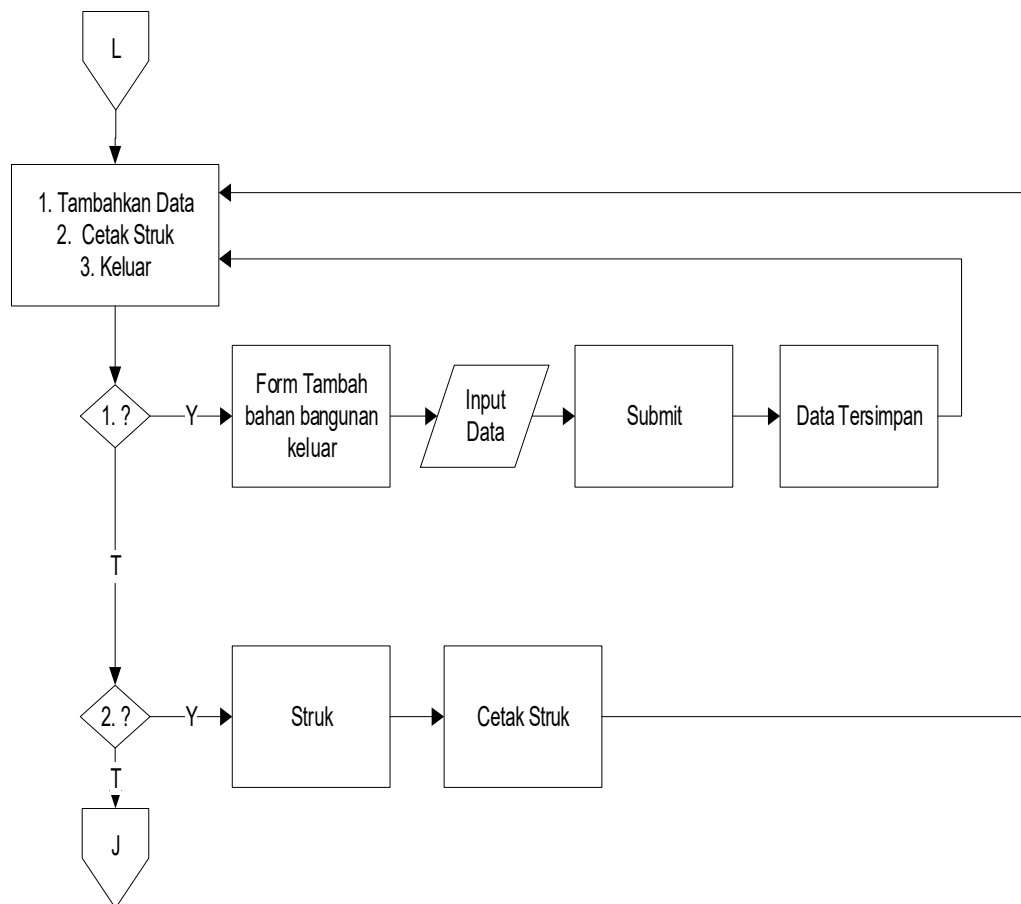 L
1. Tambahkan Data
2. Cetak Struk
3. Keluar
1. ?
Y
Form Tambah
bahan bangunan
keluar
Input
Data
Submit
Data Tersimpan
T
2. ?
Y
Struk
Cetak Struk
T
J